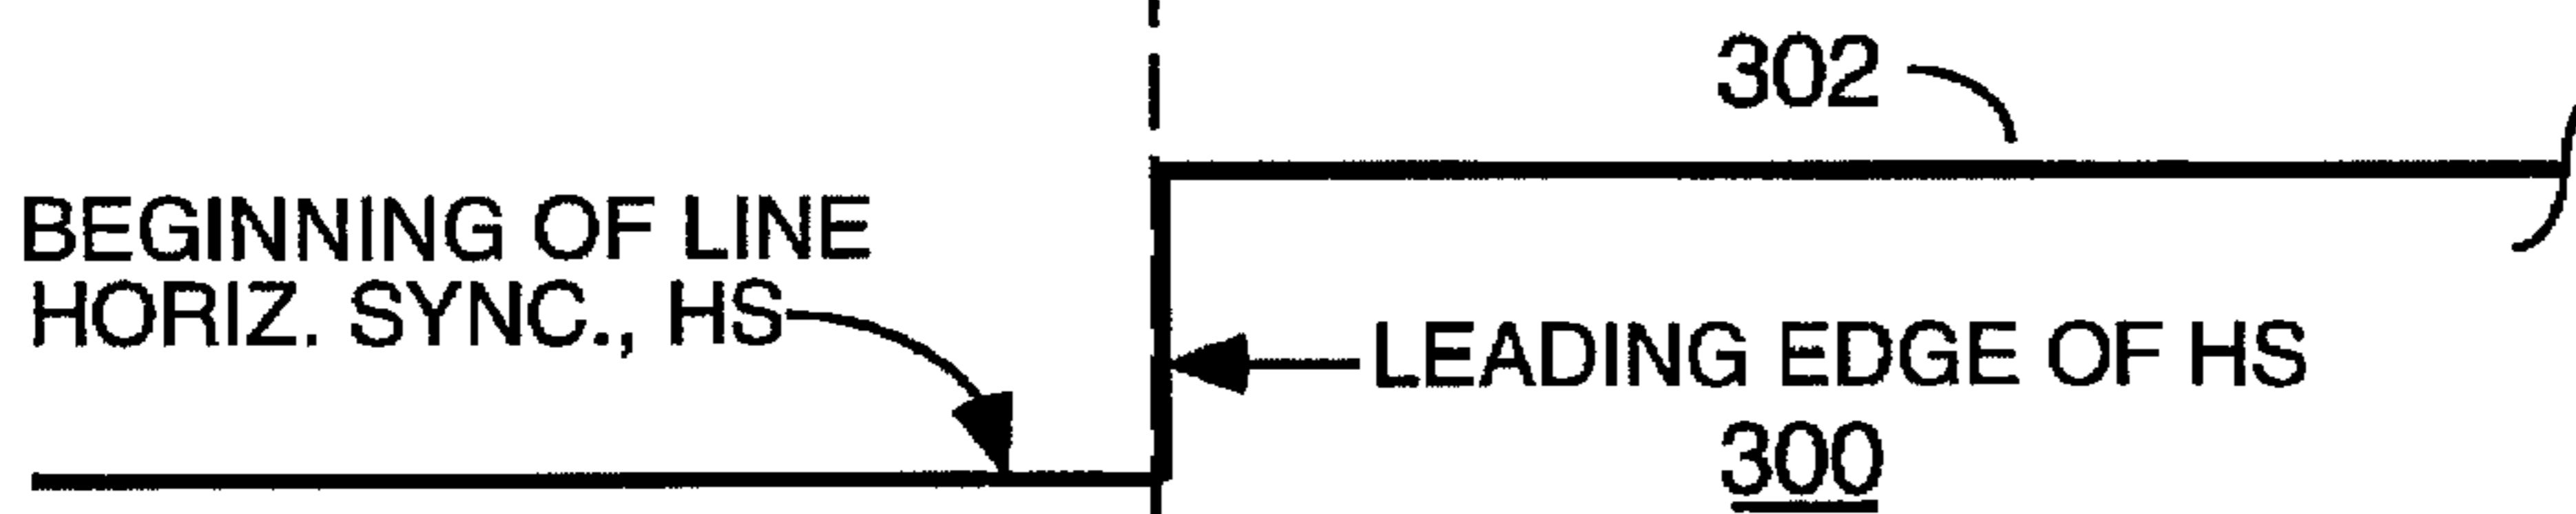 302
BEGINNING OF LINE
HORIZ. SYNC., HS
LEADING EDGE OF HS
300